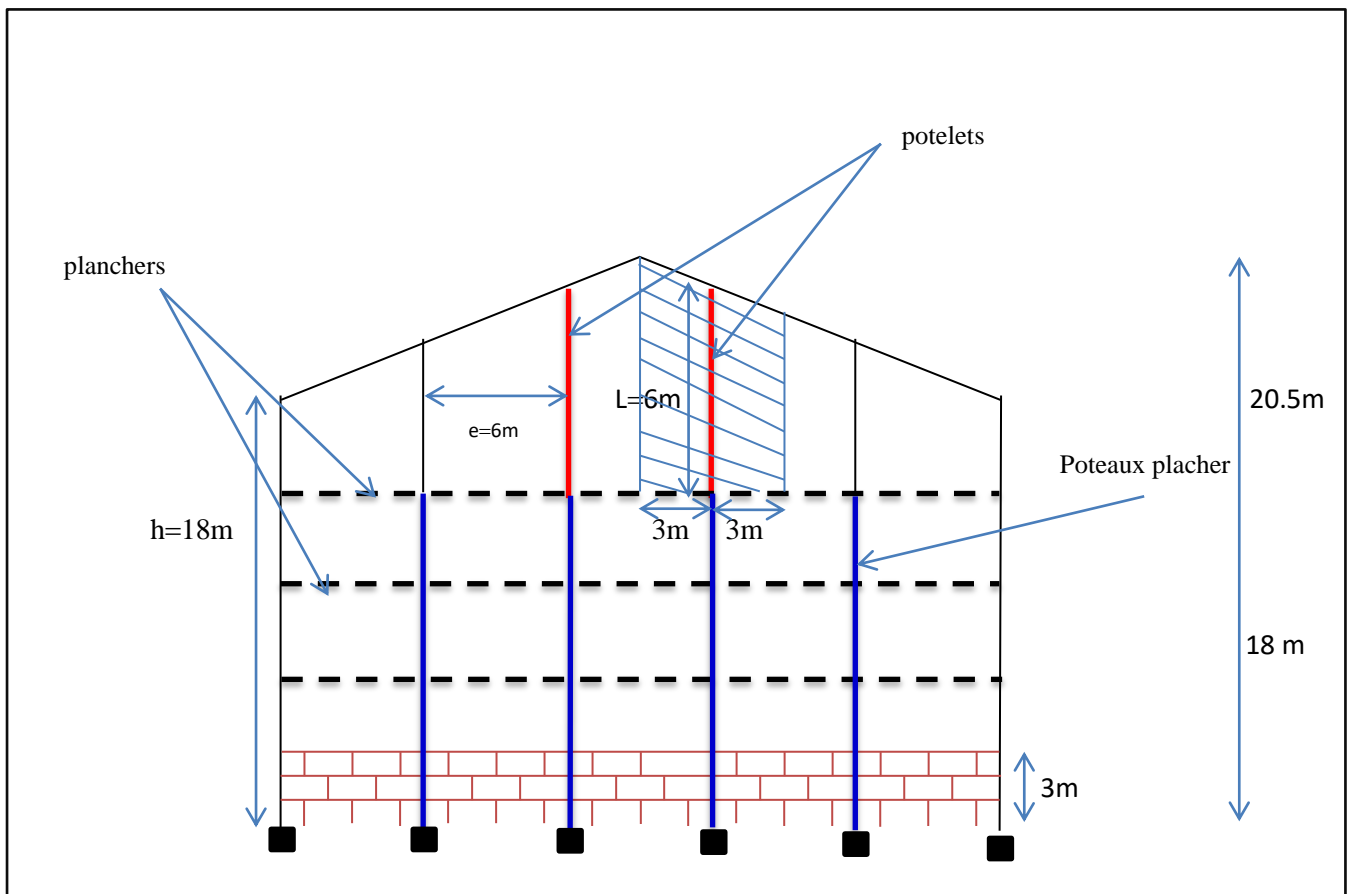 potelets
planchers
L=6m
20.5m
e=6m
Poteaux placher
h=18m
3m
3m
18 m
3m